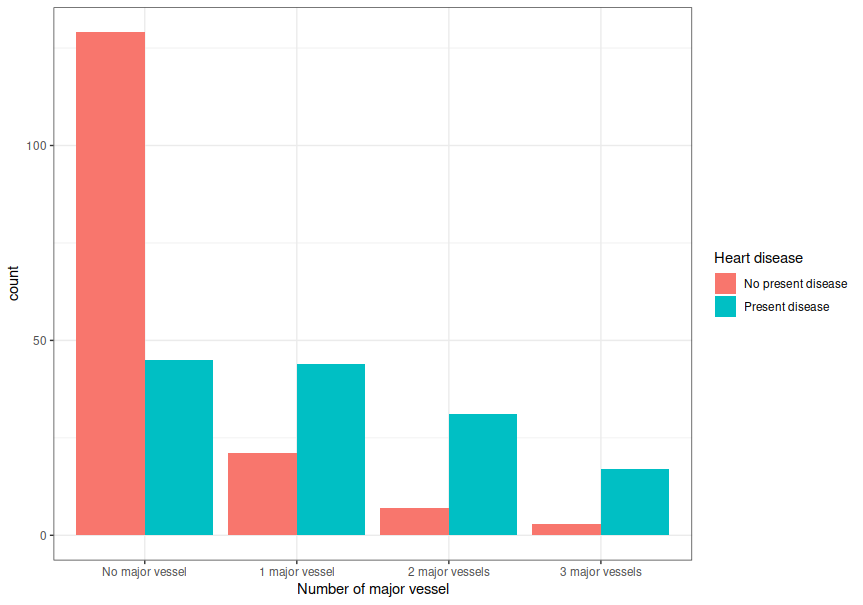 100
50
0
count
No major vessel
1 major vessel
2 major vessels
3 major vessels
Number of major vessel
Heart disease
No present disease
Present disease